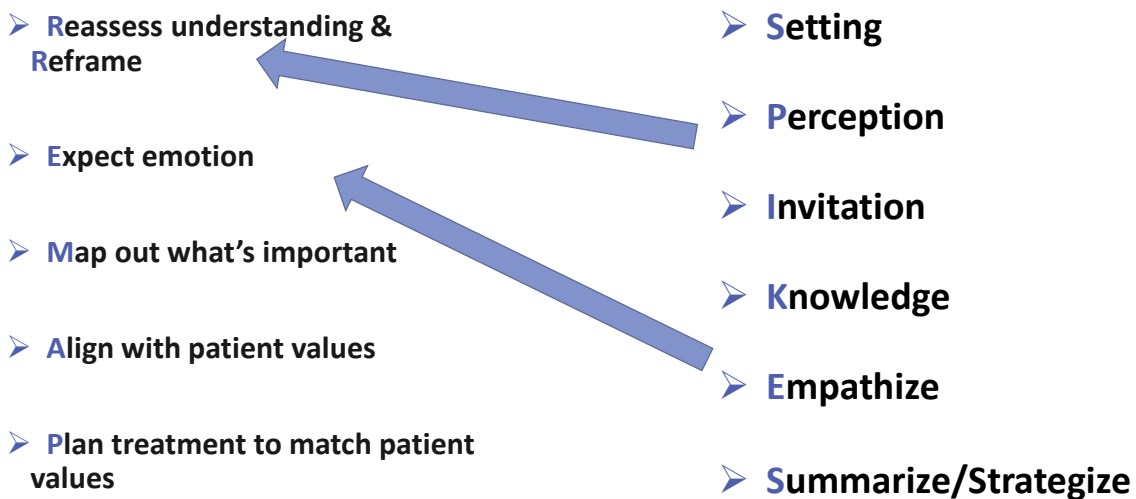 ➢ Reassess understanding &
Reframe
➢ Expect emotion
➢ Map out what’s important
➢ Align with patient values
➢ Plan treatment to match patient
values
➢ Setting
➢ Perception
➢ Invitation
➢ Knowledge
➢ Empathize
➢ Summarize/Strategize